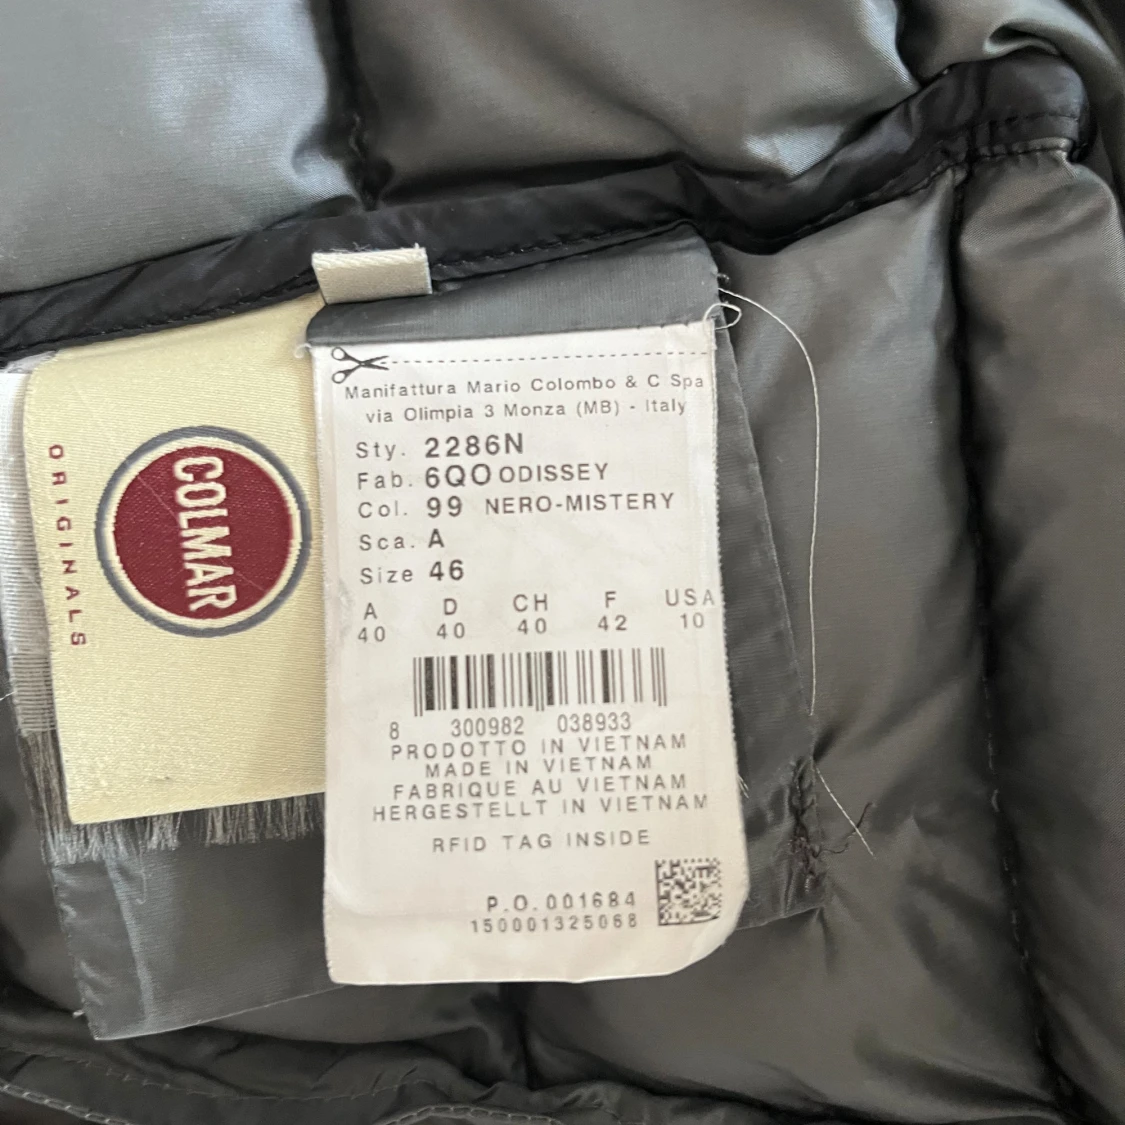 ORIGINALS
COLMAR
Manifattura Mario Colombo & C Spa
via Olimpia 3 Monza (MB) - Italy
Sty. 2286N
Fab. 6QO ODISSEY
Col. 99 NERO-MISTERY
Sca. A
Size 46
A D CH F USA
40 40 40 42 10
8 300982 038933
PRODOTTO IN VIETNAM
MADE IN VIETNAM
FABRIQUE AU VIETNAM
HERGESTELLT IN VIETNAM
RFID TAG INSIDE
P.O. 001684
150001325068